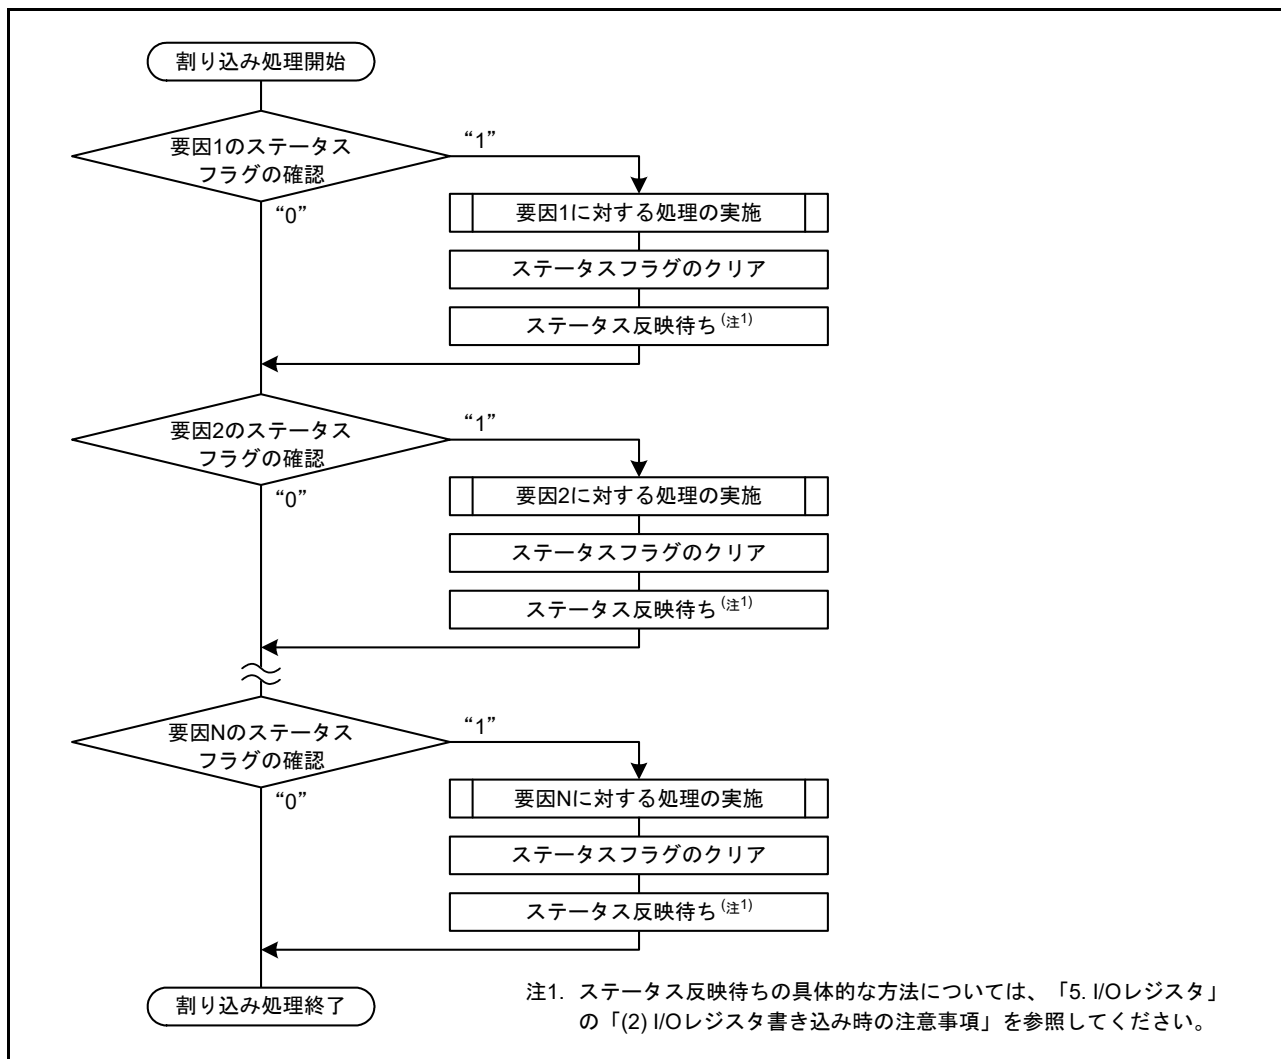 割り込み処理開始
要因1のステータス
フラグの確認
“1”
“0”
要因1に対する処理の実施
ステータスフラグのクリア
ステータス反映待ち(注1)
要因2のステータス
フラグの確認
“1”
“0”
要因2に対する処理の実施
ステータスフラグのクリア
ステータス反映待ち(注1)
要因Nのステータス
フラグの確認
“1”
“0”
要因Nに対する処理の実施
ステータスフラグのクリア
ステータス反映待ち(注1)
割り込み処理終了
注1. ステータス反映待ちの具体的な方法については、「5. I/Oレジスタ」
の「(2) I/Oレジスタ書き込み時の注意事項」を参照してください。